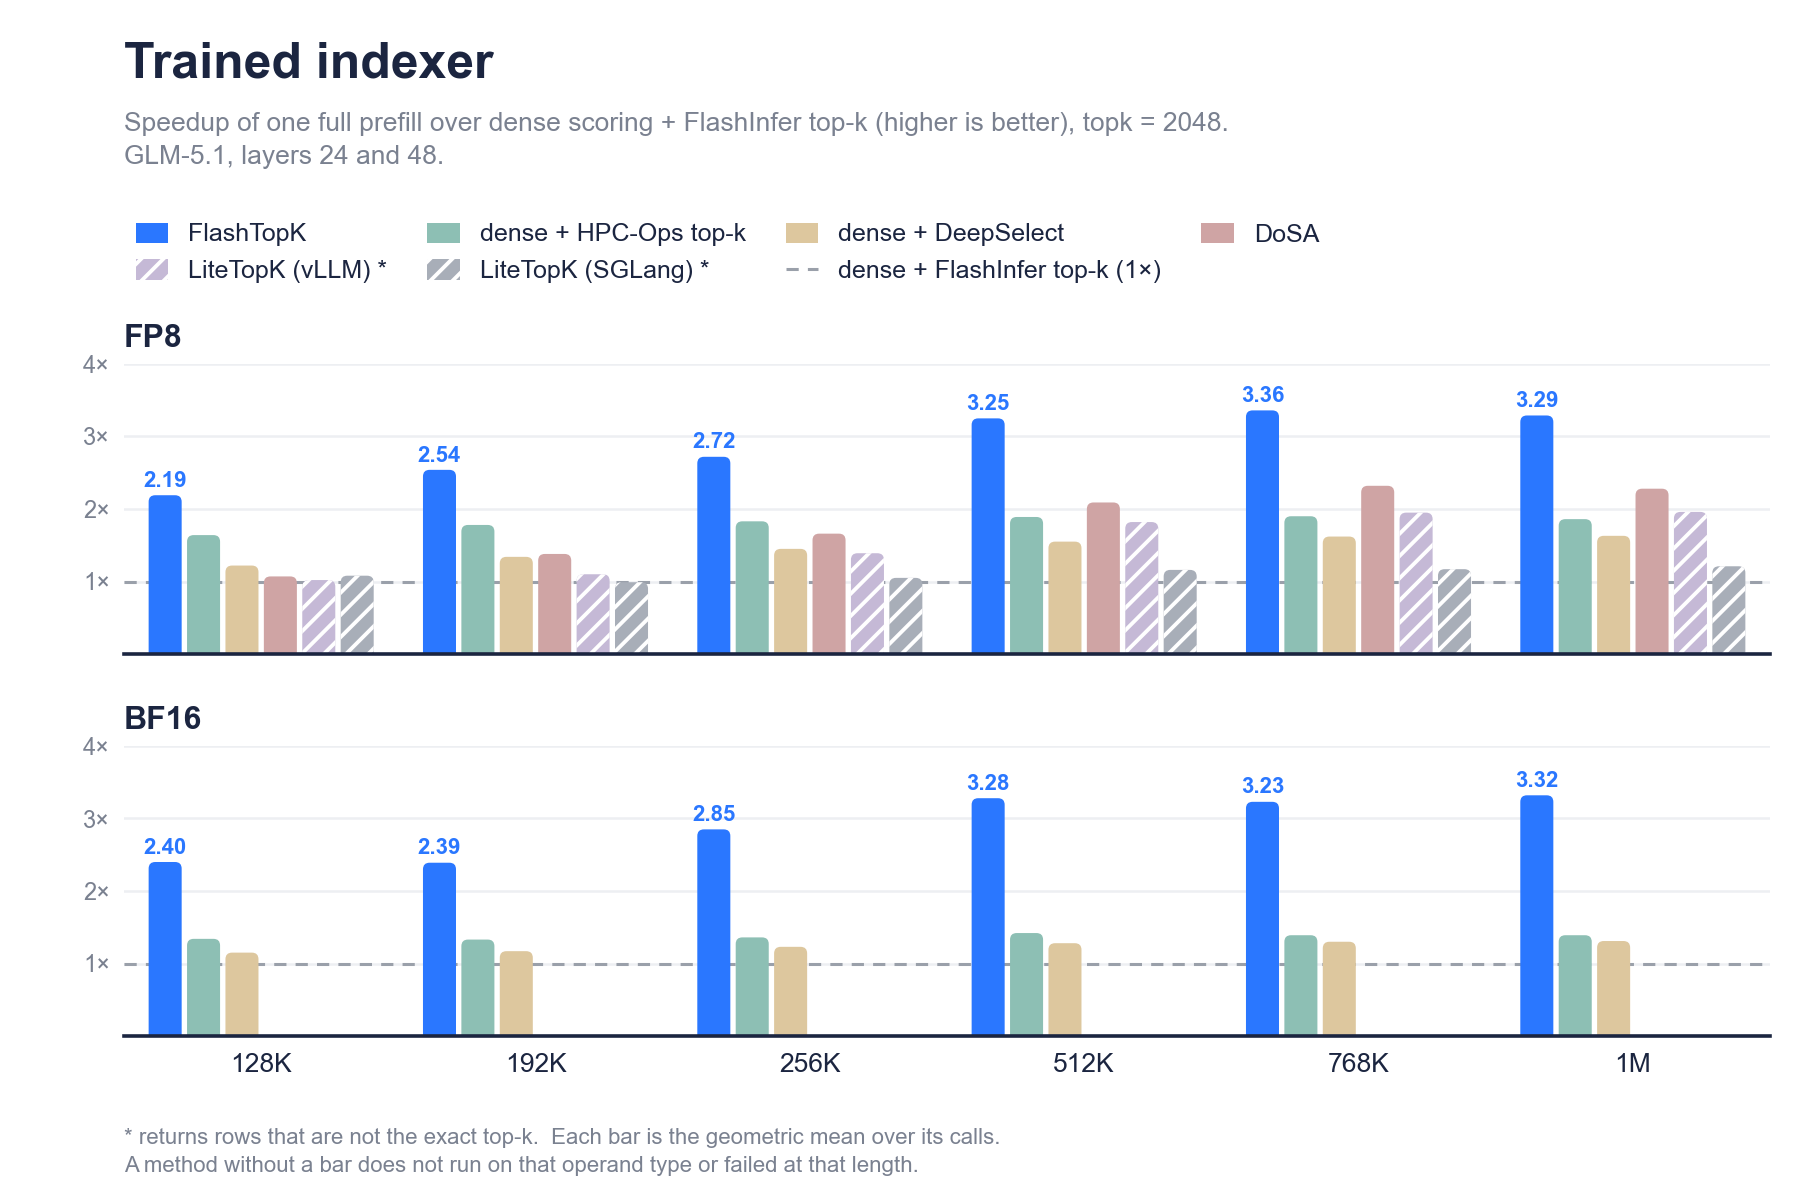 Trained indexer
Speedup of one full prefill over dense scoring + FlashInfer top-k (higher is better), topk = 2048.
GLM-5.1, layers 24 and 48.
FlashTopK
dense + HPC-Ops top-k
dense + DeepSelect
DoSA
LiteTopK (vLLM) *
LiteTopK (SGLang) *
dense + FlashInfer top-k (1×)
FP8
4×
3×
2×
1×
2.19
2.54
2.72
3.25
3.36
3.29
BF16
4×
3×
2×
1×
2.40
2.39
2.85
3.28
3.23
3.32
128K
192K
256K
512K
768K
1M
* returns rows that are not the exact top-k.  Each bar is the geometric mean over its calls.
A method without a bar does not run on that operand type or failed at that length.